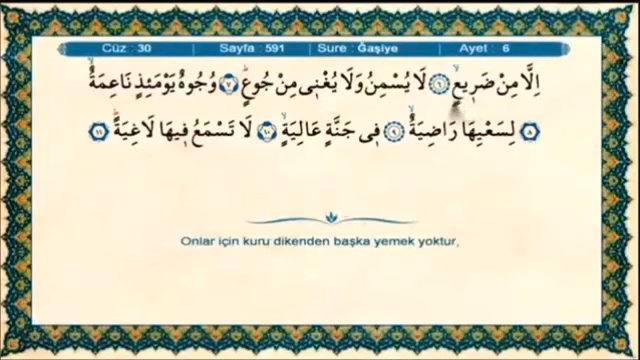 Cüz : 30 Sayfa : 591 Sure : Ğaşiye Ayet : 6
اِلَّا مِنْ ضَرٖيعٍۙ ﴿٦﴾ لَا يُسْمِنُ وَلَا يُغْنٖي مِنْ جُوعٍؕ ﴿٧﴾ وُجُوهٌ يَوْمَئِذٍ نَاعِمَةٌۙ
﴿٨﴾ لِسَعْيِهَا رَاضِيَةٌۙ ﴿٩﴾ فٖي جَنَّةٍ عَالِيَةٍۙ ﴿١٠﴾ لَا تَسْمَعُ فٖيهَا لَاغِيَةًؕ ﴿١١﴾
Onlar için kuru dikenden başka yemek yoktur,